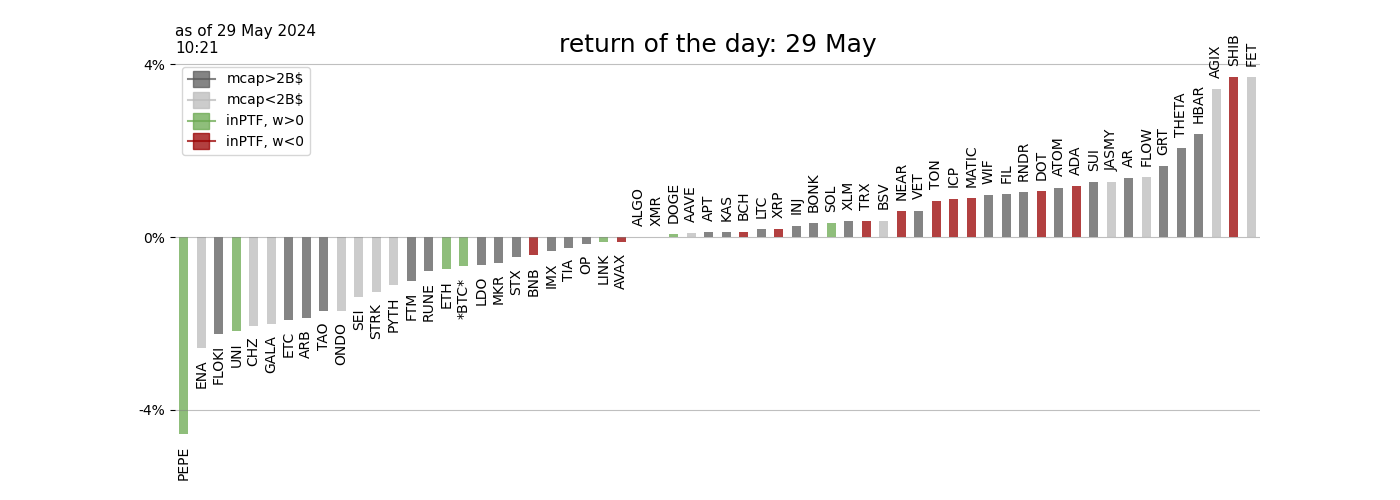 as of 29 May 2024
10:21
return of the day: 29 May
4%
0%
-4%
mcap>2B$
mcap<2B$
inPTF, w>0
inPTF, w<0
PEPE
ENA
FLOKI
UNI
CHZ
GALA
ETC
ARB
TAO
ONDO
SEI
STRK
PYTH
FTM
RUNE
ETH
*BTC*
LDO
MKR
STX
BNB
IMX
TIA
OP
LINK
AVAX
ALGO
XMR
DOGE
AAVE
APT
KAS
BCH
LTC
XRP
INJ
BONK
SOL
XLM
TRX
BSV
NEAR
VET
TON
ICP
MATIC
WIF
FIL
RNDR
DOT
ATOM
ADA
SUI
JASMY
AR
FLOW
GRT
THETA
HBAR
AGIX
SHIB
FET